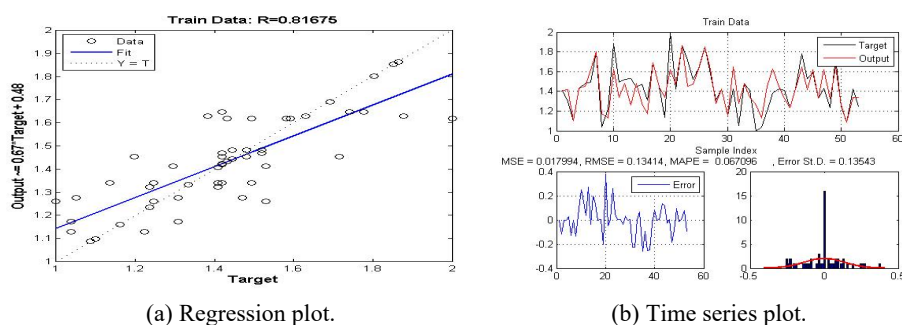 Train Data: R=0.81675
Output ~= 0.67*Target + 0.48
2
1.9
1.8
1.7
1.6
1.5
1.4
1.3
1.2
1.1
1
Data
Fit
Y = T
1 1.2 1.4 1.6 1.8 2
Target
(a) Regression plot.
Train Data
2
1.8
1.6
1.4
1.2
1
Target
Output
0 10 20 30 40 50 60
Sample Index
MSE = 0.017994, RMSE = 0.13414, MAPE = 0.067096 , Error St.D. = 0.13543
0.4
0.2
0
-0.2
-0.4
Error
0 20 40 60
20
15
10
5
0
-0.5 0 0.5
(b) Time series plot.